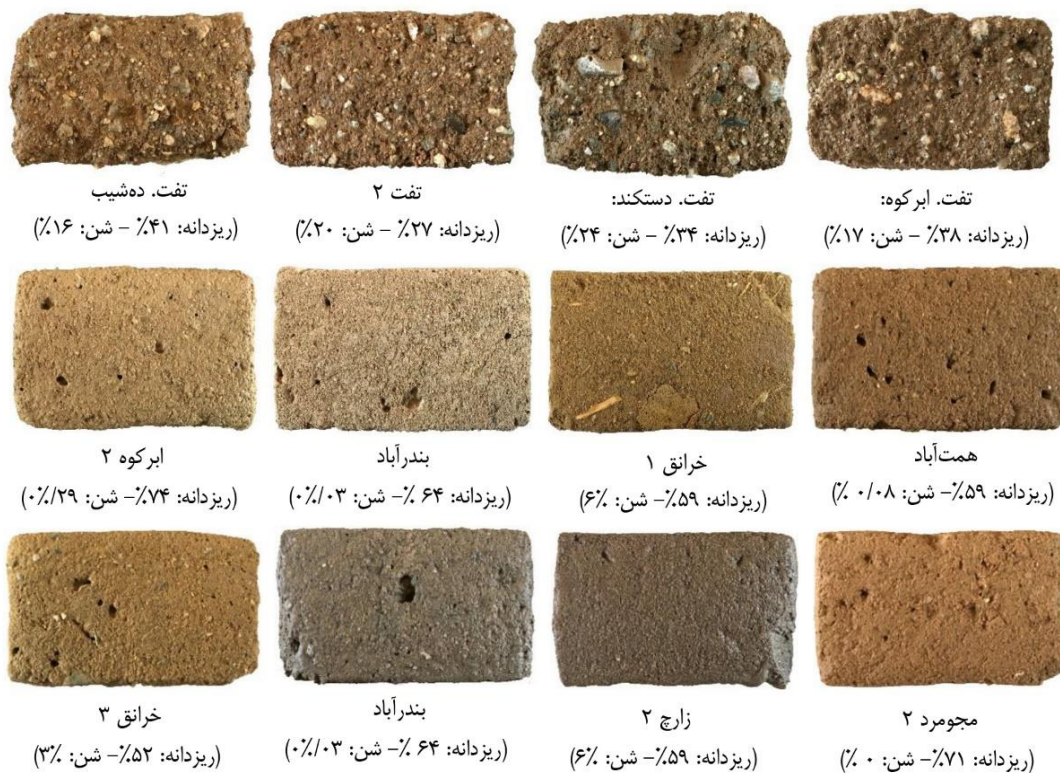 تفت. ابرکوه:
(ریزدانه: ۳۸٪ – شن: ۱۷٪)
تفت. دستکند:
(ریزدانه: ۳۴٪ – شن: ۲۴٪)
تفت ۲
(ریزدانه: ۲۷٪ – شن: ۲۰٪)
تفت. ده‌شیب
(ریزدانه: ۴۱٪ – شن: ۱۶٪)
همت‌آباد
(ریزدانه: ۵۹٪– شن: ۰/۰۸ ٪)
خرانق ۱
(ریزدانه: ۵۹٪– شن: ۶٪)
بندرآباد
(ریزدانه: ۶۴ ٪– شن: ۰٪/۰۳)
ابرکوه ۲
(ریزدانه: ۷۴٪– شن: ۰٪/۲۹)
مجومرد ۲
(ریزدانه: ۷۱٪– شن: ۰ ٪)
زارچ ۲
(ریزدانه: ۵۹٪– شن: ۶٪)
بندرآباد
(ریزدانه: ۶۴ ٪– شن: ۰٪/۰۳)
خرانق ۳
(ریزدانه: ۵۲٪– شن: ۳٪)